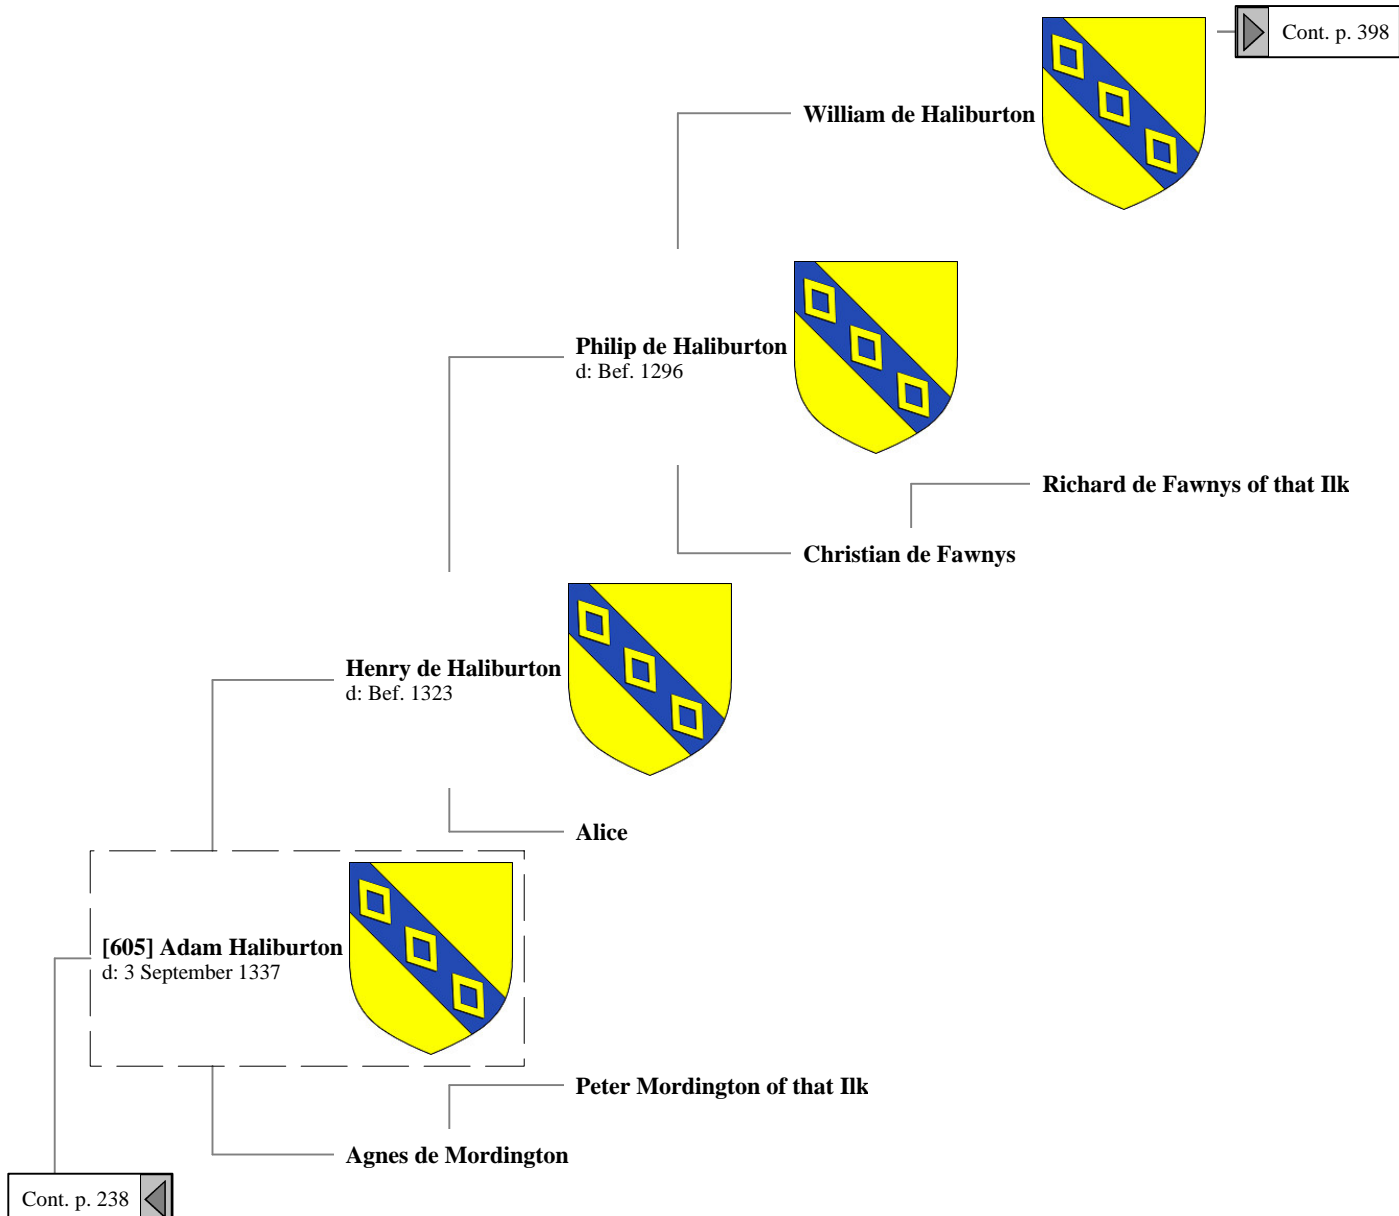 Cont. p. 398
William de Haliburton
Philip de Haliburton
d: Bef. 1296
Richard de Fawnys of that Ilk
Christian de Fawnys
Henry de Haliburton
d: Bef. 1323
Alice
[605] Adam Haliburton
d: 3 September 1337
Peter Mordington of that Ilk
Agnes de Mordington
Cont. p. 238